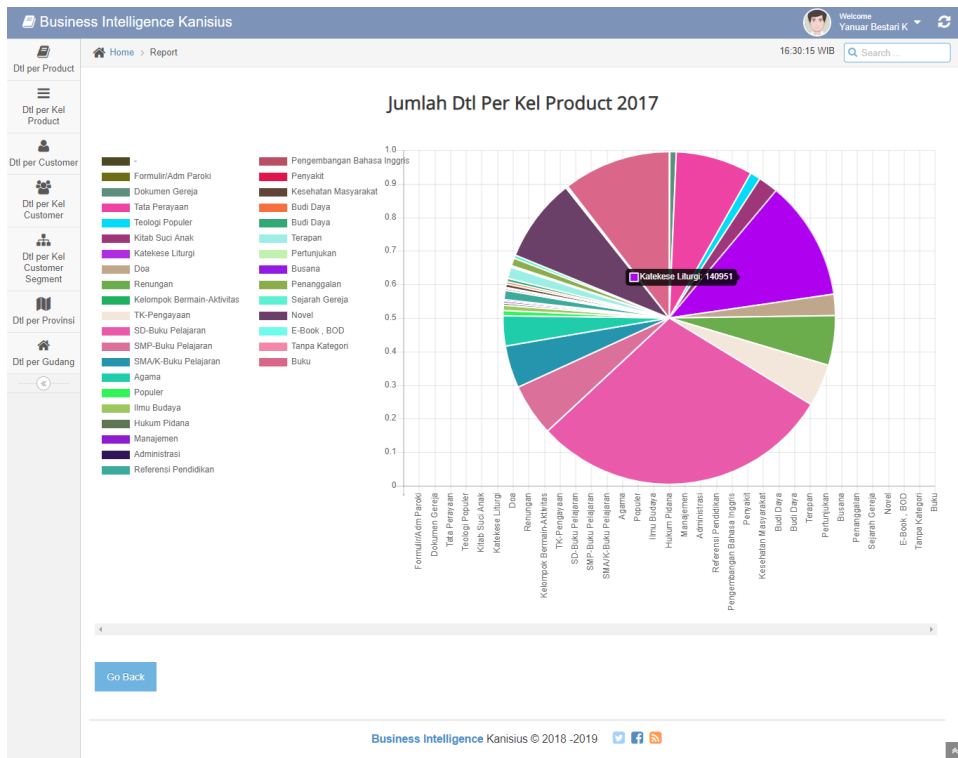 Business Intelligence Kanisius
Welcome
Yanuar Bestari K
Home > Report
16:30:15 WIB
Search ...
Dtl per Product
Dtl per Kel
Product
Dtl per Customer
Dtl per Kel
Customer
Dtl per Kel
Customer
Segment
Dtl per Provinsi
Dtl per Gudang
Jumlah Dtl Per Kel Product 2017
-
Formulir/Adm Paroki
Dokumen Gereja
Tata Perayaan
Teologi Populer
Kitab Suci Anak
Katekese Liturgi
Doa
Renungan
Kelompok Bermain-Aktivitas
TK-Pengayaan
SD-Buku Pelajaran
SMP-Buku Pelajaran
SMA/K-Buku Pelajaran
Agama
Populer
Ilmu Budaya
Hukum Pidana
Manajemen
Administrasi
Referensi Pendidikan
Pengembangan Bahasa Inggris
Penyakit
Kesehatan Masyarakat
Budi Daya
Budi Daya
Terapan
Pertunjukan
Busana
Penanggalan
Sejarah Gereja
Novel
E-Book , BOD
Tanpa Kategori
Buku
1.0
0.9
0.8
0.7
0.6
0.5
0.4
0.3
0.2
0.1
0
Katekese Liturgi: 140951
-
Formulir/Adm Paroki
Dokumen Gereja
Tata Perayaan
Teologi Populer
Kitab Suci Anak
Katekese Liturgi
Doa
Renungan
Kelompok Bermain-Aktivitas
TK-Pengayaan
SD-Buku Pelajaran
SMP-Buku Pelajaran
SMA/K-Buku Pelajaran
Agama
Populer
Ilmu Budaya
Hukum Pidana
Manajemen
Administrasi
Referensi Pendidikan
Pengembangan Bahasa Inggris
Penyakit
Kesehatan Masyarakat
Budi Daya
Budi Daya
Terapan
Pertunjukan
Busana
Penanggalan
Sejarah Gereja
Novel
E-Book , BOD
Tanpa Kategori
Buku
Go Back
Business Intelligence Kanisius © 2018 -2019